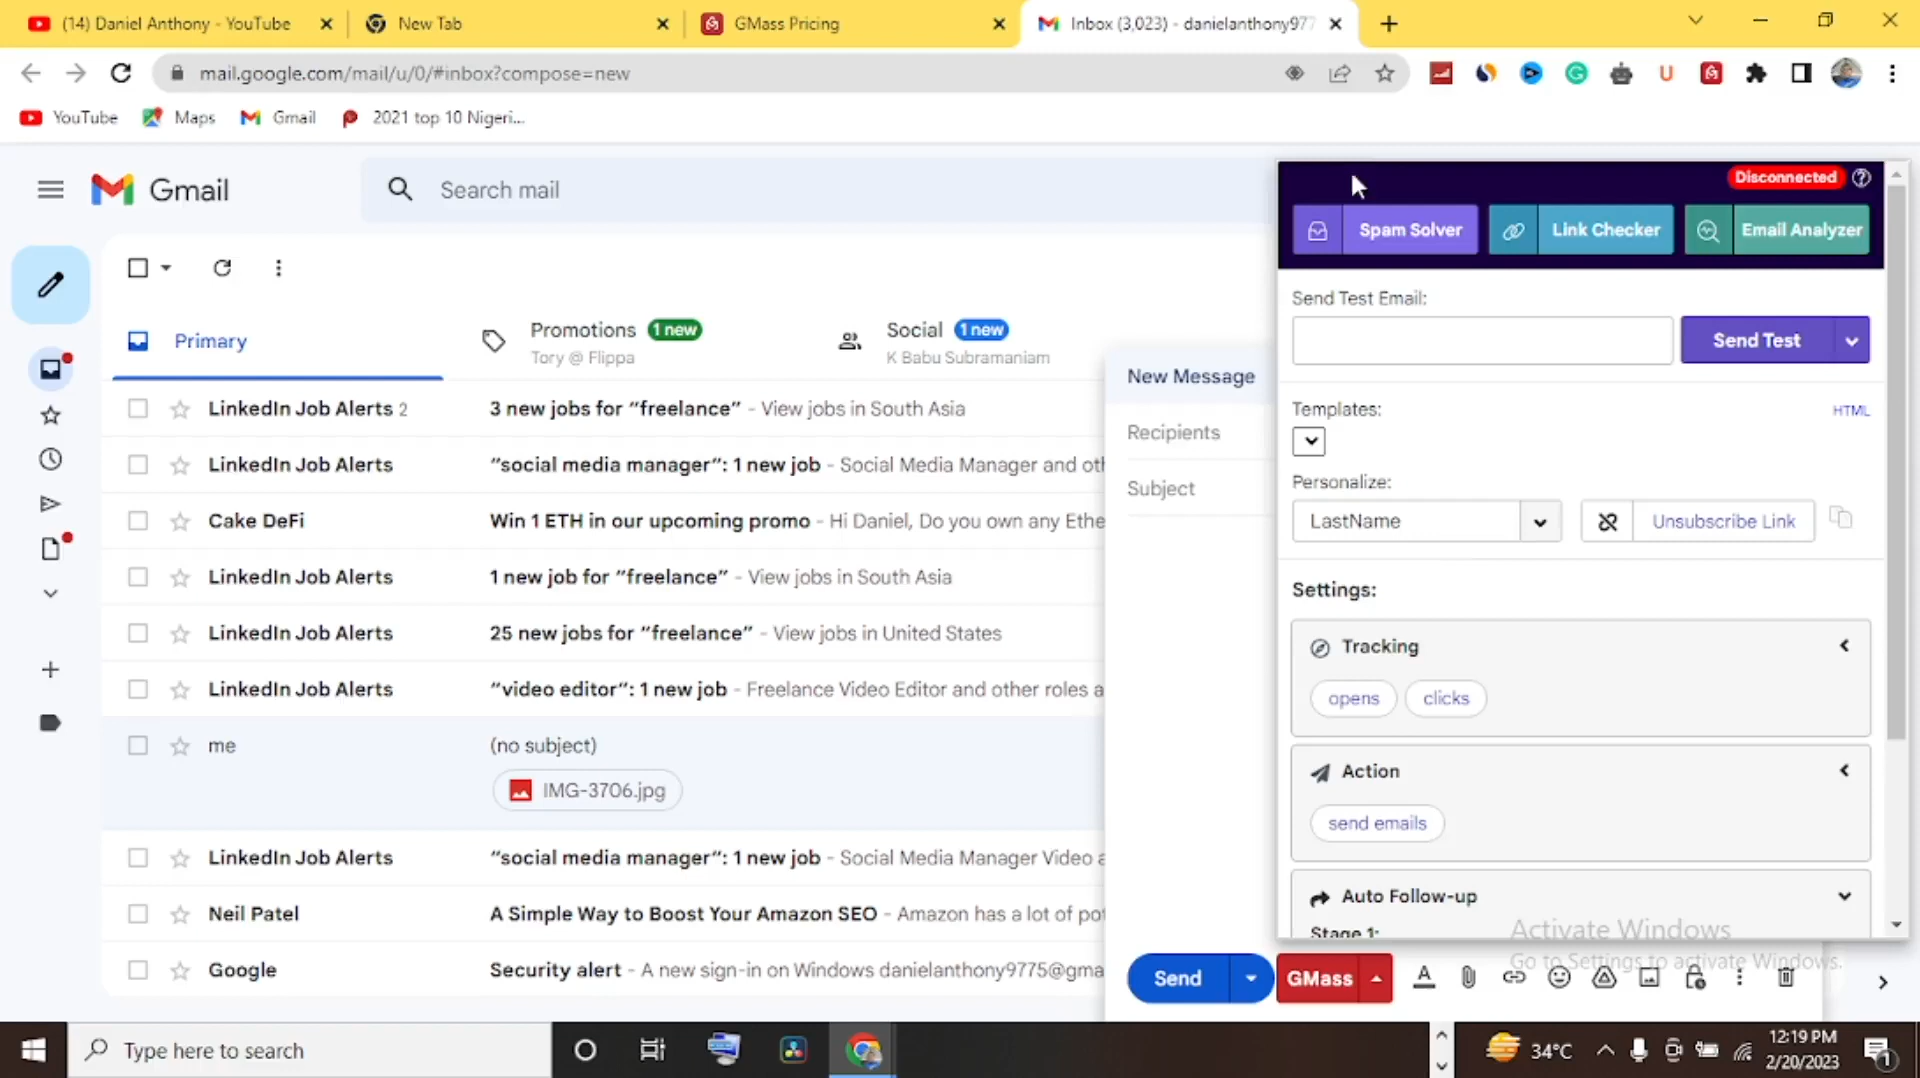 (14) Daniel Anthony - YouTube
New Tab
GMass Pricing
Inbox (3,023) - danielanthony977
mail.google.com/mail/u/0/#inbox?compose=new
YouTube
Maps
Gmail
2021 top 10 Nigeri...
Gmail
Search mail
Disconnected
Spam Solver
Link Checker
Email Analyzer
Primary
Promotions
1 new
Tory @ Flippa
Social
1 new
K Babu Subramaniam
LinkedIn Job Alerts 2
3 new jobs for “freelance” - View jobs in South Asia
LinkedIn Job Alerts
“social media manager”: 1 new job - Social Media Manager and oth
Cake DeFi
Win 1 ETH in our upcoming promo - Hi Daniel, Do you own any Ethe
LinkedIn Job Alerts
1 new job for “freelance” - View jobs in South Asia
LinkedIn Job Alerts
25 new jobs for “freelance” - View jobs in United States
LinkedIn Job Alerts
“video editor”: 1 new job - Freelance Video Editor and other roles a
me
(no subject)
IMG-3706.jpg
LinkedIn Job Alerts
“social media manager”: 1 new job - Social Media Manager Video a
Neil Patel
A Simple Way to Boost Your Amazon SEO - Amazon has a lot of pot
Google
Security alert - A new sign-in on Windows danielanthony9775@gma
New Message
Recipients
Subject
Send
GMass
Send Test Email:
Send Test
Templates:
HTML
Personalize:
LastName
Unsubscribe Link
Settings:
Tracking
opens
clicks
Action
send emails
Auto Follow-up
Stage 1:
Activate Windows
Go to Settings to activate Windows.
Type here to search
34°C
12:19 PM
2/20/2023
1